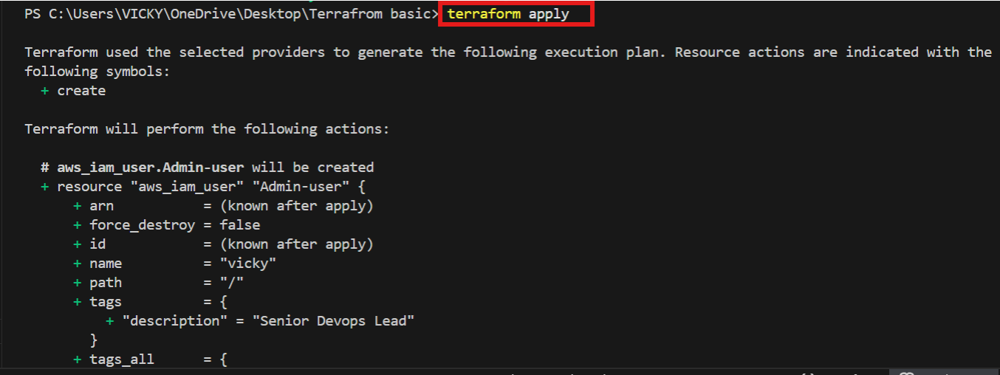 PS C:\Users\VICKY\OneDrive\Desktop\Terrafrom basic> terraform apply
Terraform used the selected providers to generate the following execution plan. Resource actions are indicated with the
following symbols:
  + create
Terraform will perform the following actions:
  # aws_iam_user.Admin-user will be created
  + resource "aws_iam_user" "Admin-user" {
      + arn           = (known after apply)
      + force_destroy = false
      + id            = (known after apply)
      + name          = "vicky"
      + path          = "/"
      + tags          = {
          + "description" = "Senior Devops Lead"
        }
      + tags_all      = {